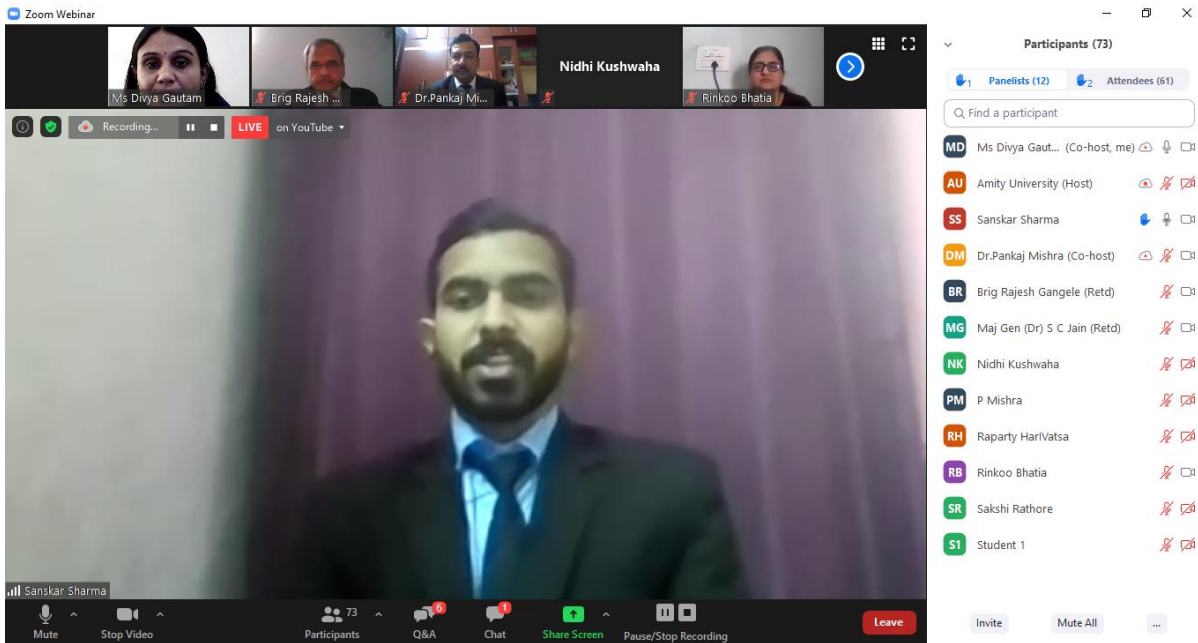 Zoom Webinar
Ms Divya Gautam
Brig Rajesh ...
Dr.Pankaj Mi...
Nidhi Kushwaha
Rinkoo Bhatia
Recording...
LIVE on YouTube
Sanskar Sharma
Mute
Stop Video
73
Participants
6
Q&A
1
Chat
Share Screen
Pause/Stop Recording
Leave
Participants (73)
1 Panelists (12)
2 Attendees (61)
Find a participant
MD Ms Divya Gaut... (Co-host, me)
AU Amity University (Host)
SS Sanskar Sharma
DM Dr.Pankaj Mishra (Co-host)
BR Brig Rajesh Gangele (Retd)
MG Maj Gen (Dr) S C Jain (Retd)
NK Nidhi Kushwaha
PM P Mishra
RH Raparty HarIVatsa
RB Rinkoo Bhatia
SR Sakshi Rathore
S1 Student 1
Invite
Mute All
...